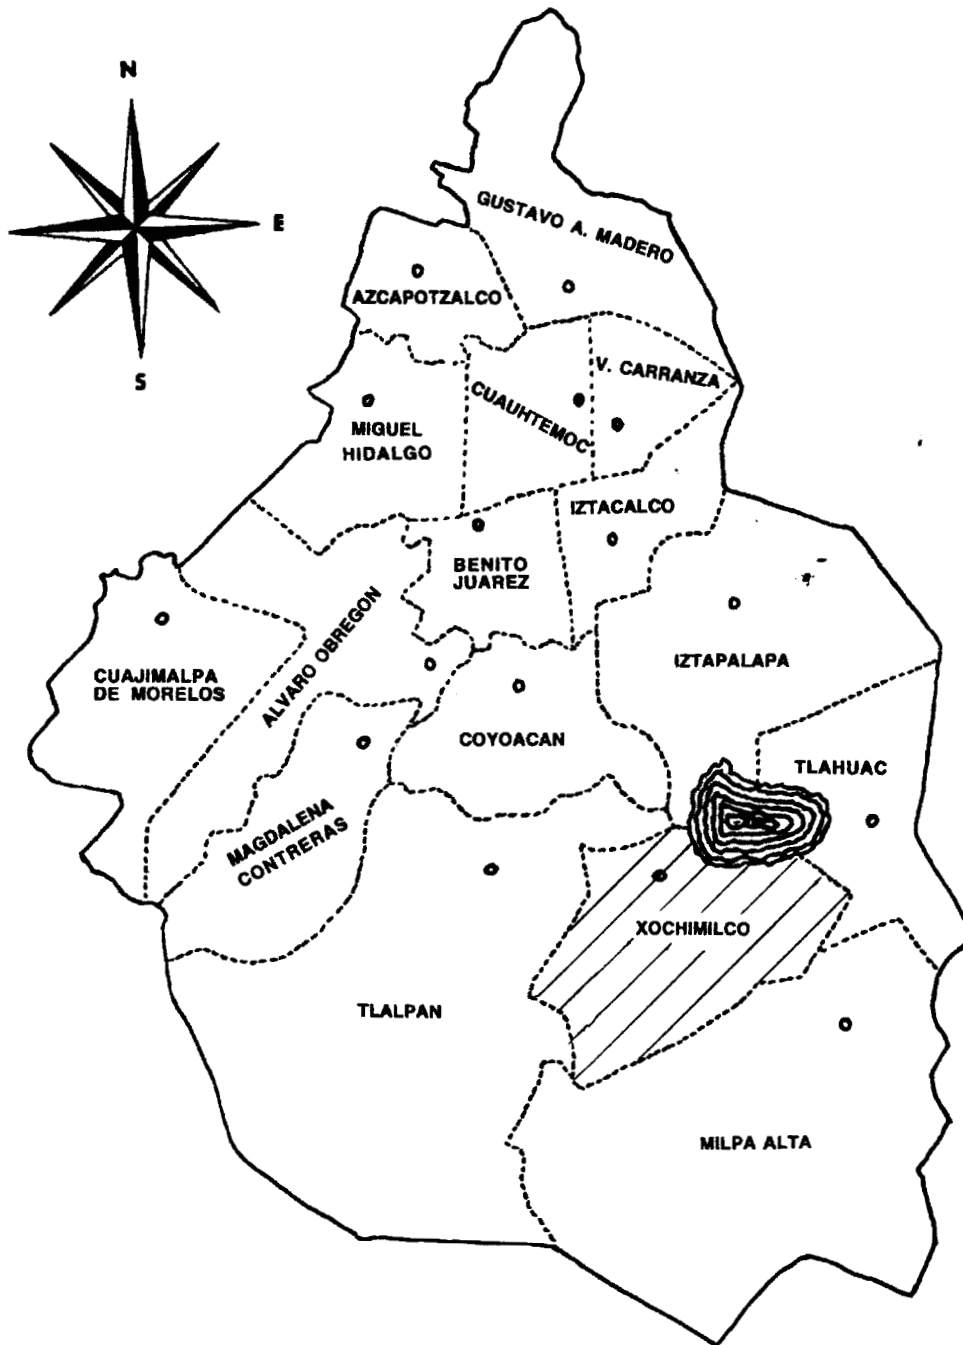 N
E
S
GUSTAVO A. MADERO
AZCAPOTZALCO
V. CARRANZA
CUAUHTEMOC
MIGUEL
HIDALGO
IZTACALCO
BENITO
JUAREZ
ALVARO OBREGON
IZTAPALAPA
CUAJIMALPA
DE MORELOS
COYOACAN
TLAHUAC
MAGDALENA
CONTRERAS
XOCHIMILCO
TLALPAN
MILPA ALTA